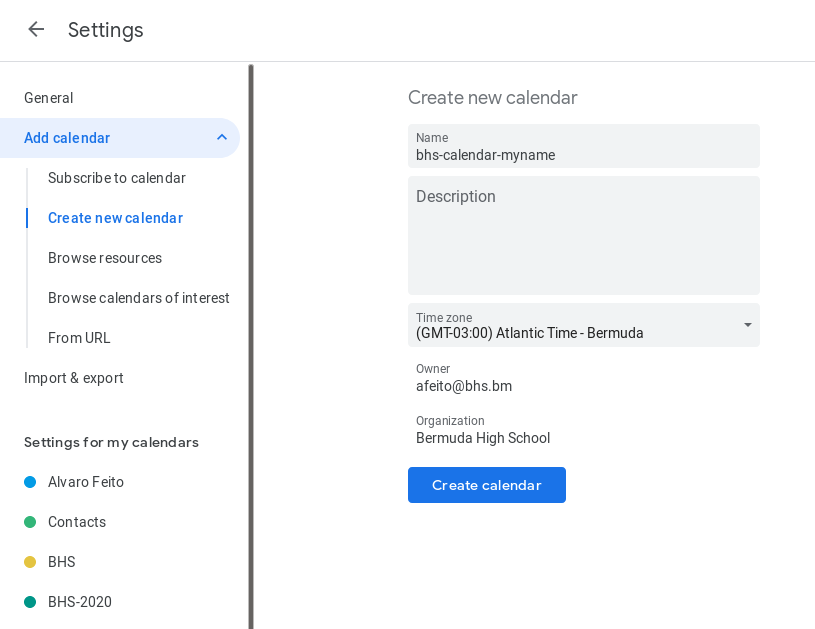 Settings
General
Add calendar
Subscribe to calendar
Create new calendar
Browse resources
Browse calendars of interest
From URL
Import & export
Settings for my calendars
Alvaro Feito
Contacts
BHS
BHS-2020
Create new calendar
Name
bhs-calendar-myname
Description
Time zone
(GMT-03:00) Atlantic Time - Bermuda
Owner
afeito@bhs.bm
Organization
Bermuda High School
Create calendar